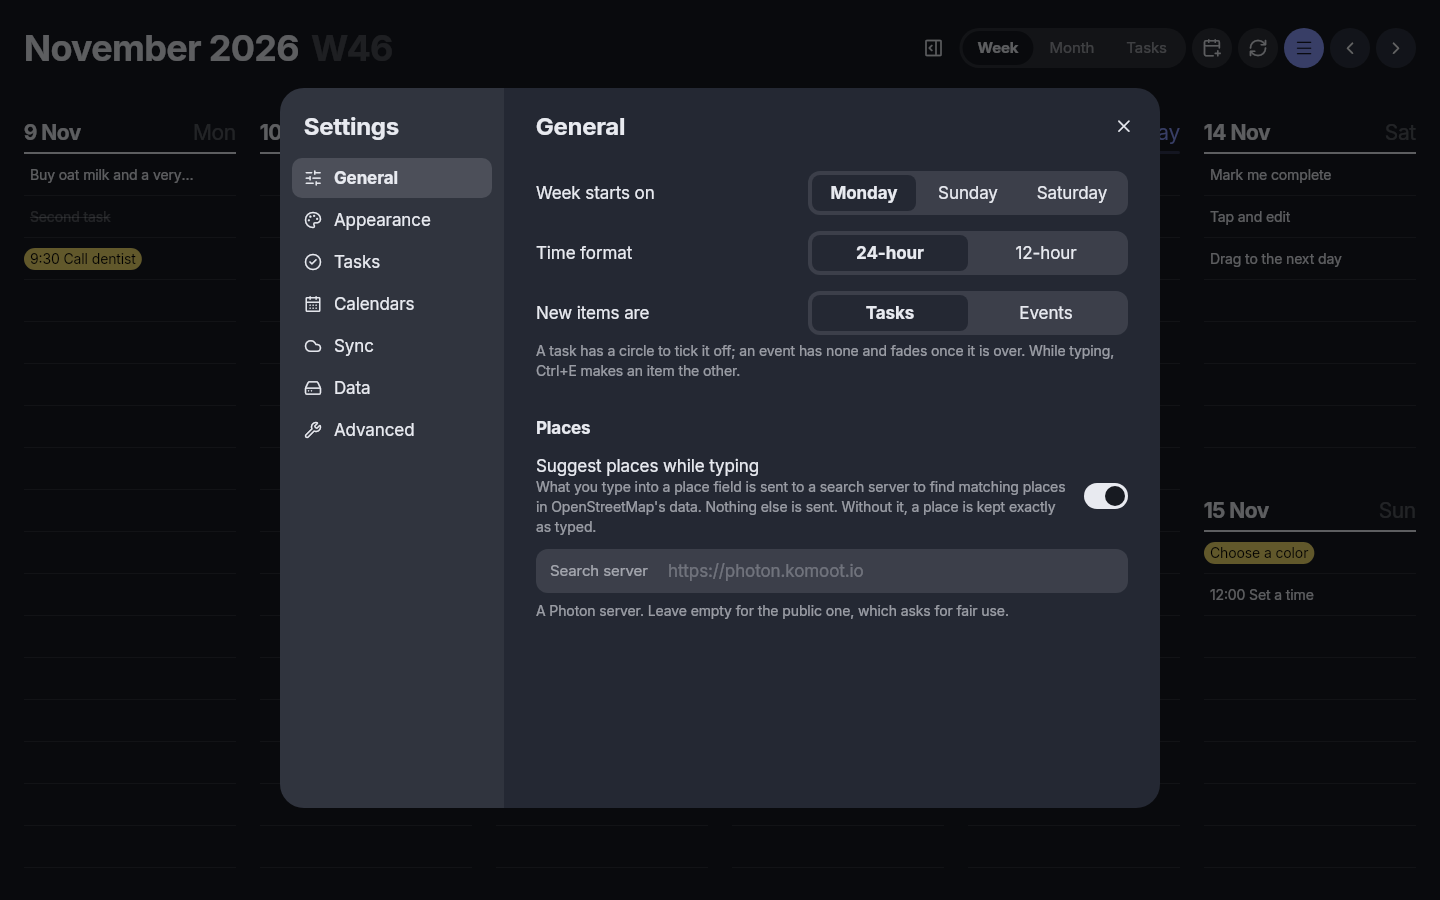 November 2026 W46
Week Month Tasks
9 Nov Mon
Buy oat milk and a very...
Second task
9:30 Call dentist
10
Settings
General
Appearance
Tasks
Calendars
Sync
Data
Advanced
General
Week starts on
Monday Sunday Saturday
Time format
24-hour 12-hour
New items are
Tasks Events
A task has a circle to tick it off; an event has none and fades once it is over. While typing,
Ctrl+E makes an item the other.
Places
Suggest places while typing
What you type into a place field is sent to a search server to find matching places
in OpenStreetMap's data. Nothing else is sent. Without it, a place is kept exactly
as typed.
Search server https://photon.komoot.io
A Photon server. Leave empty for the public one, which asks for fair use.
ay
14 Nov Sat
Mark me complete
Tap and edit
Drag to the next day
15 Nov Sun
Choose a color
12:00 Set a time